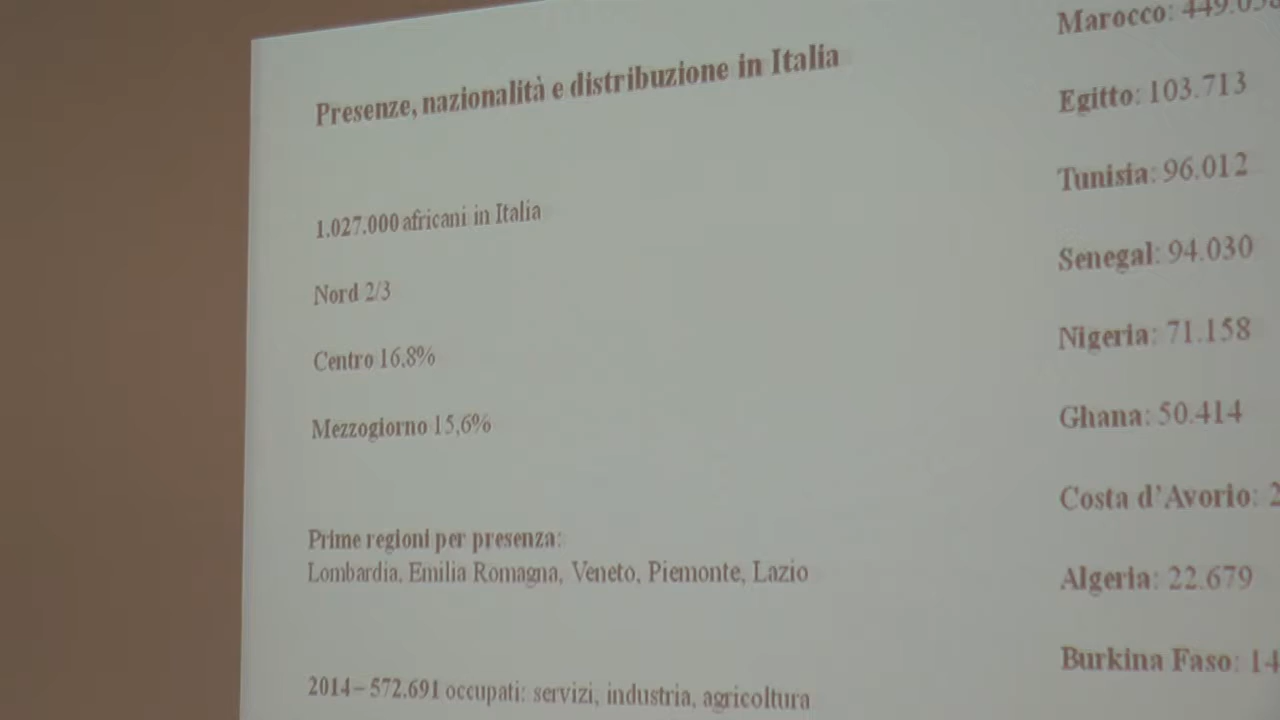 Presenze, nazionalità e distribuzione in Italia
1.027.000 africani in Italia
Nord 2/3
Centro 16,8%
Mezzogiorno 15,6%
Prime regioni per presenza:
Lombardia, Emilia Romagna, Veneto, Piemonte, Lazio
2014 – 572.691 occupati: servizi, industria, agricoltura
Marocco:
Egitto: 103.713
Tunisia: 96.012
Senegal: 94.030
Nigeria: 71.158
Ghana: 50.414
Costa d'Avorio: 2
Algeria: 22.679
Burkina Faso: 14